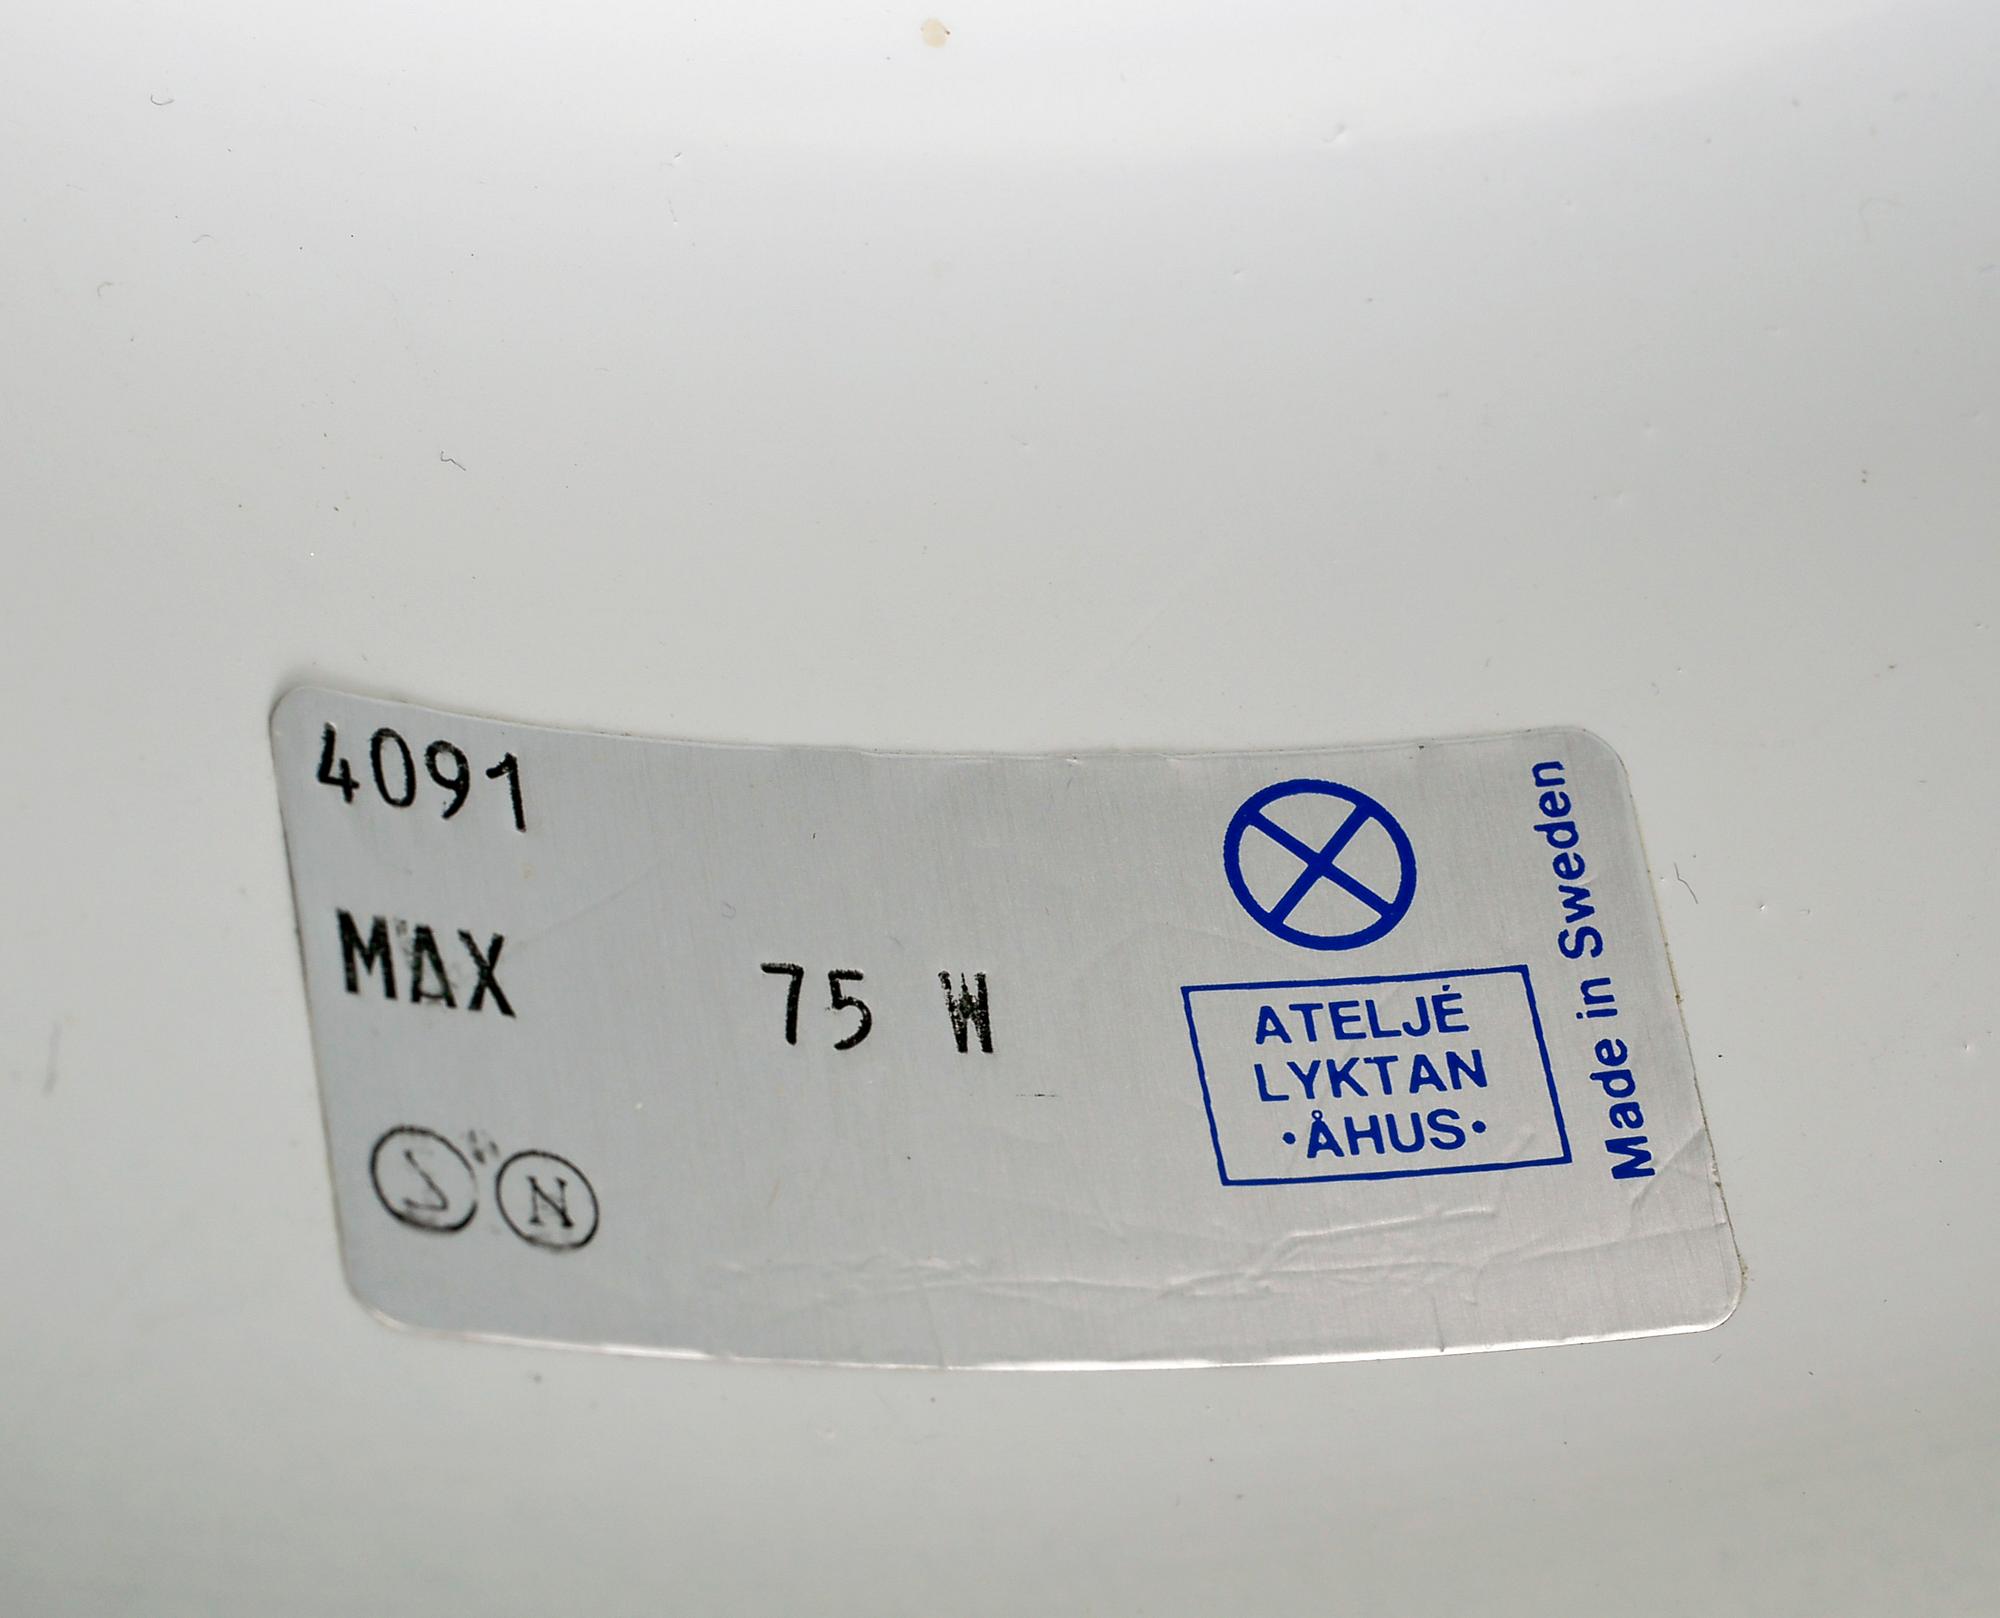 4091
MAX 75 W
S N
ATELJÉ
LYKTAN
·ÅHUS·
Made in Sweden